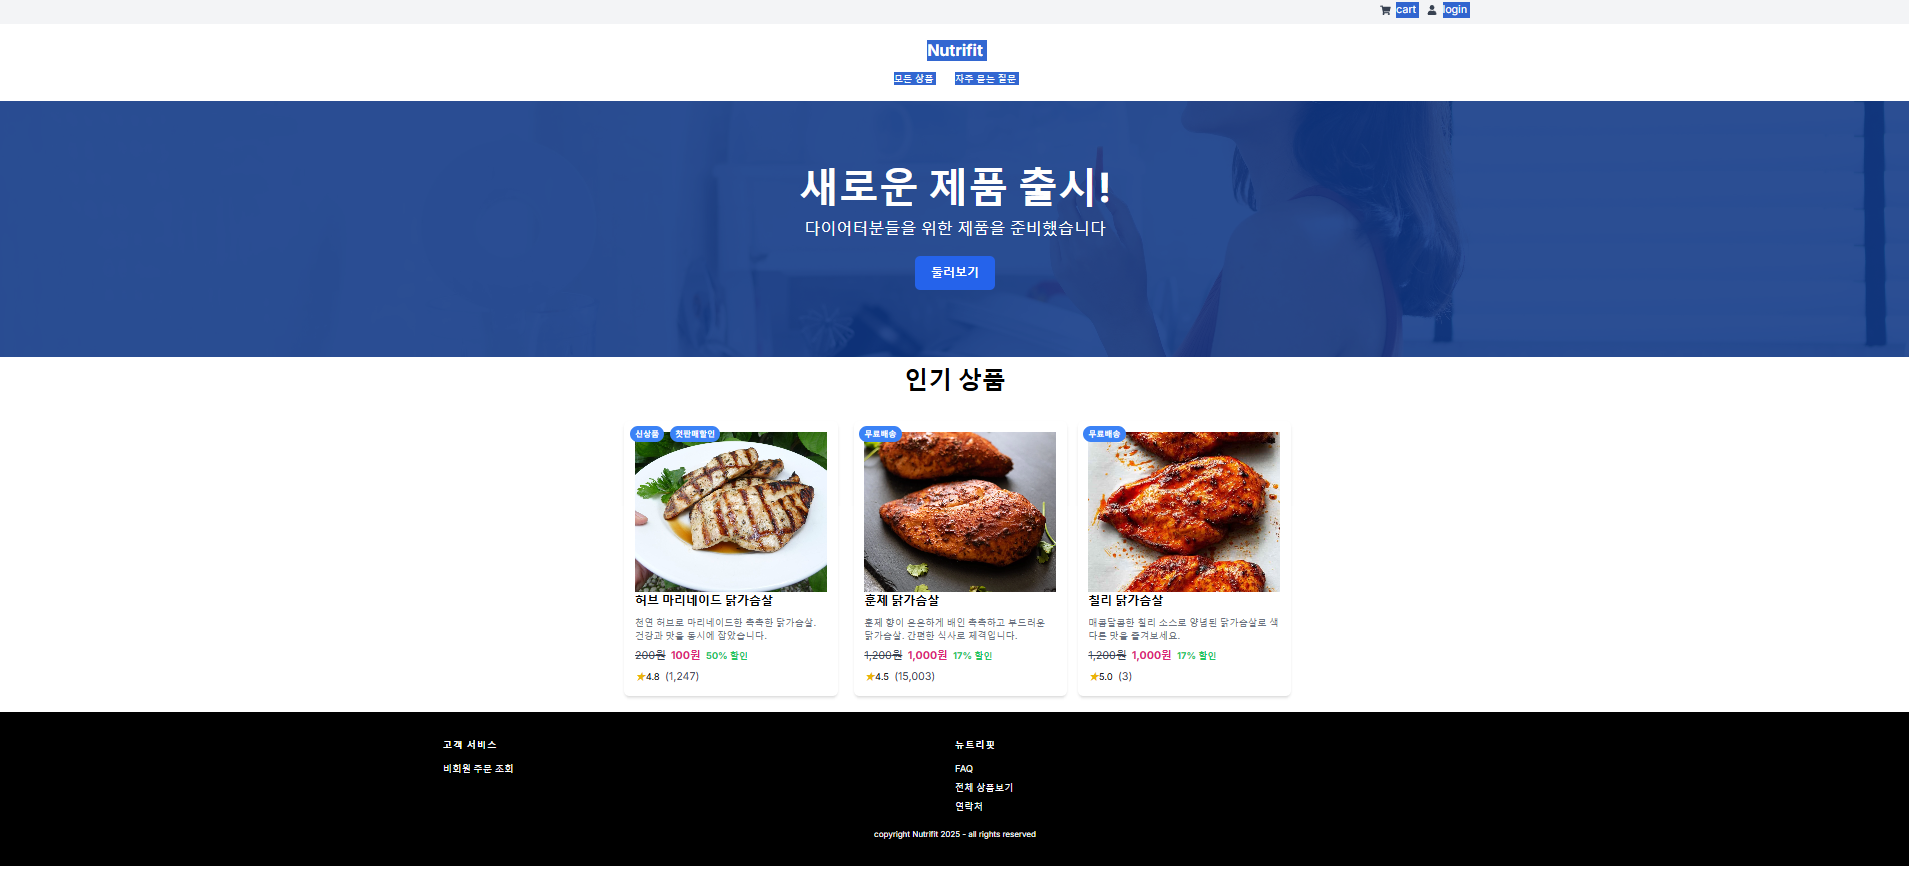 cart login
Nutrifit
모든 상품 자주 묻는 질문
새로운 제품 출시!
다이어터분들을 위한 제품을 준비했습니다
둘러보기
인기 상품
신상품 첫판매할인
허브 마리네이드 닭가슴살
천연 허브로 마리네이드한 촉촉한 닭가슴살.
건강과 맛을 동시에 잡았습니다.
200원 100원 50% 할인
★4.8 (1,247)
무료배송
훈제 닭가슴살
훈제 향이 은은하게 배인 촉촉하고 부드러운
닭가슴살. 간편한 식사로 제격입니다.
1,200원 1,000원 17% 할인
★4.5 (15,003)
무료배송
칠리 닭가슴살
매콤달콤한 칠리 소스로 양념된 닭가슴살로 색
다른 맛을 즐겨보세요.
1,200원 1,000원 17% 할인
★5.0 (3)
고객 서비스
비회원 주문 조회
뉴트리핏
FAQ
전체 상품보기
연락처
copyright Nutrifit 2025 - all rights reserved